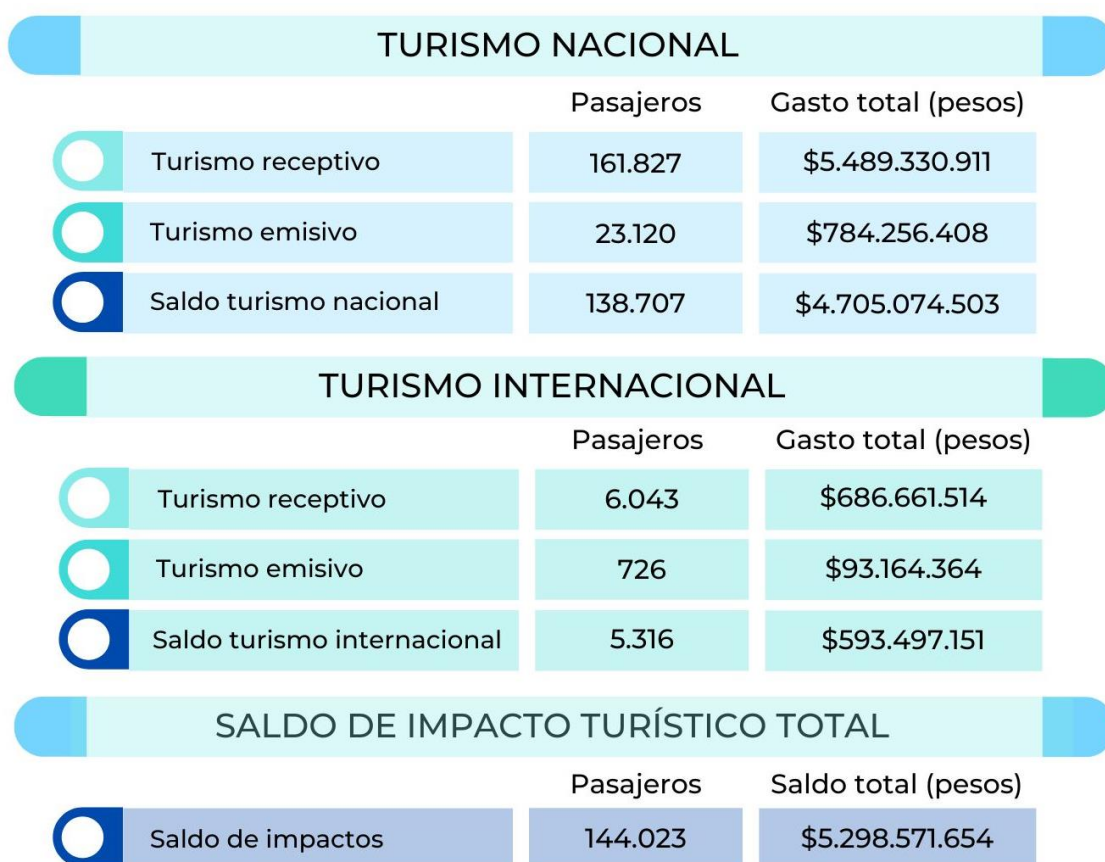 TURISMO NACIONAL
Pasajeros Gasto total (pesos)
Turismo receptivo 161.827 $5.489.330.911
Turismo emisivo 23.120 $784.256.408
Saldo turismo nacional 138.707 $4.705.074.503
TURISMO INTERNACIONAL
Pasajeros Gasto total (pesos)
Turismo receptivo 6.043 $686.661.514
Turismo emisivo 726 $93.164.364
Saldo turismo internacional 5.316 $593.497.151
SALDO DE IMPACTO TURÍSTICO TOTAL
Pasajeros Saldo total (pesos)
Saldo de impactos 144.023 $5.298.571.654